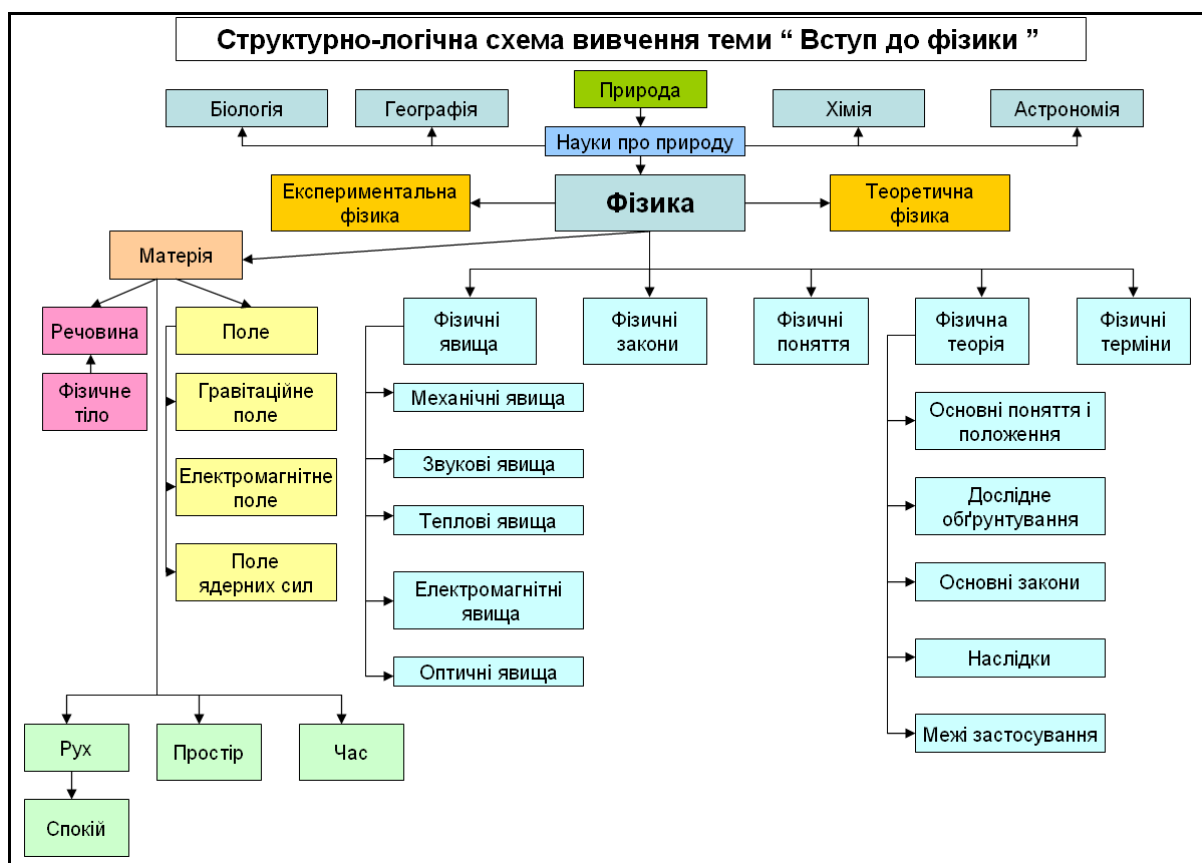 Структурно-логічна схема вивчення теми “ Вступ до фізики ”
Природа
Біологія
Географія
Хімія
Астрономія
Науки про природу
Експериментальна
фізика
Фізика
Теоретична
фізика
Матерія
Речовина
Поле
Фізичні
явища
Фізичні
закони
Фізичні
поняття
Фізична
теорія
Фізичні
терміни
Фізичне
тіло
Гравітаційне
поле
Електромагнітне
поле
Поле
ядерних сил
Механічні явища
Звукові явища
Теплові явища
Електромагнітні
явища
Оптичні явища
Основні поняття і
положення
Дослідне
обґрунтування
Основні закони
Наслідки
Межі застосування
Рух
Простір
Час
Спокій